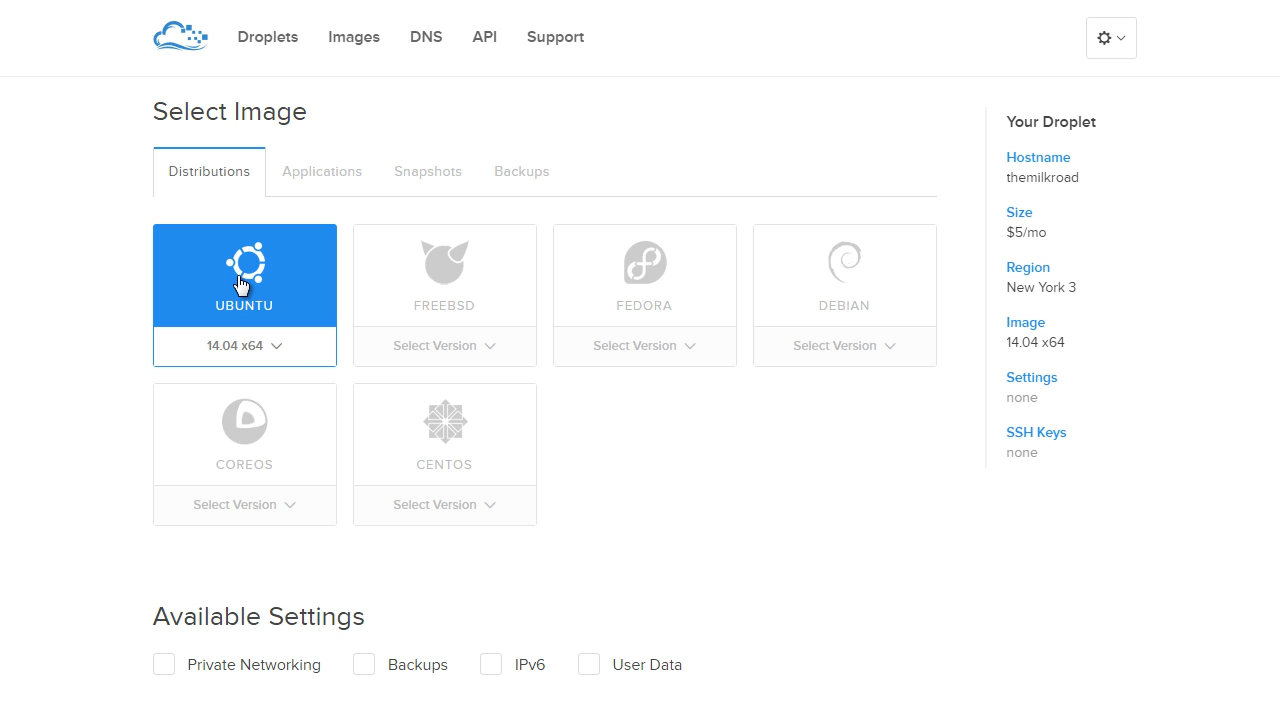 Droplets Images DNS API Support
Select Image
Distributions Applications Snapshots Backups
UBUNTU FREEBSD FEDORA DEBIAN
14.04 x64 Select Version Select Version Select Version
COREOS CENTOS
Select Version Select Version
Available Settings
Private Networking Backups IPv6 User Data
Your Droplet
Hostname
themilkroad
Size
$5/mo
Region
New York 3
Image
14.04 x64
Settings
none
SSH Keys
none